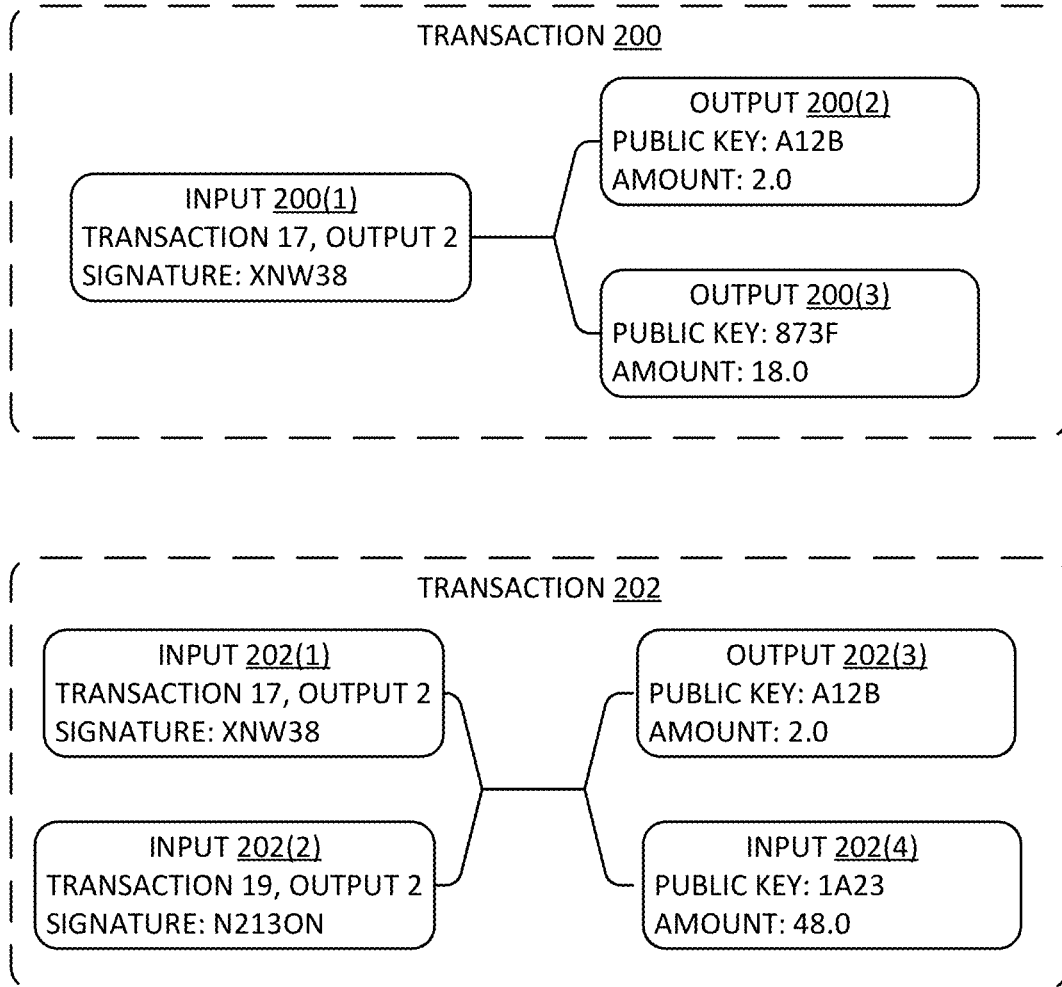 TRANSACTION 200
OUTPUT 200(2)
PUBLIC KEY: A12B
AMOUNT: 2.0
INPUT 200(1)
TRANSACTION 17, OUTPUT 2
SIGNATURE: XNW38
OUTPUT 200(3)
PUBLIC KEY: 873F
AMOUNT: 18.0
TRANSACTION 202
INPUT 202(1)
TRANSACTION 17, OUTPUT 2
SIGNATURE: XNW38
OUTPUT 202(3)
PUBLIC KEY: A12B
AMOUNT: 2.0
INPUT 202(2)
TRANSACTION 19, OUTPUT 2
SIGNATURE: N213ON
INPUT 202(4)
PUBLIC KEY: 1A23
AMOUNT: 48.0